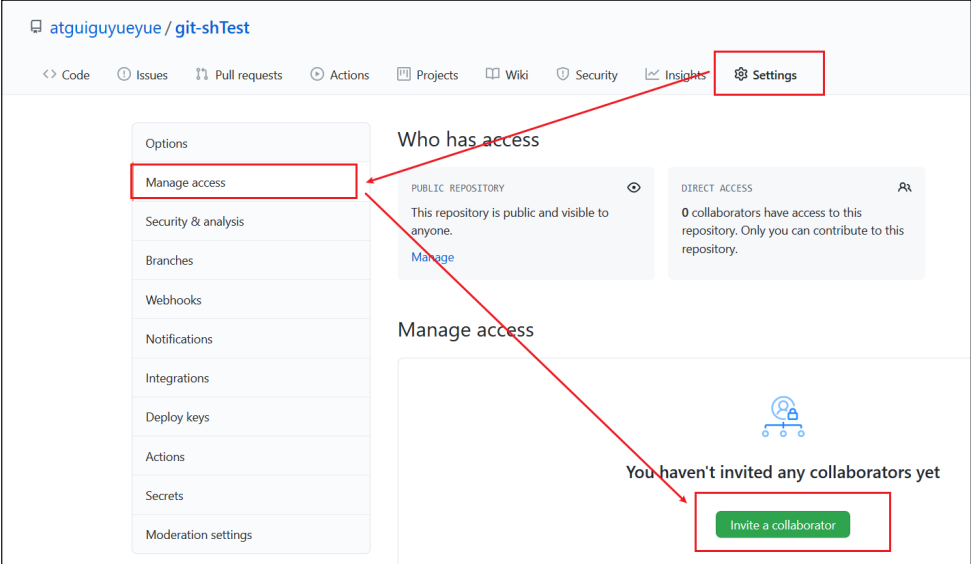 atguiguyueyue / git-shTest
Code Issues Pull requests Actions Projects Wiki Security Insights Settings
Options
Manage access
Security & analysis
Branches
Webhooks
Notifications
Integrations
Deploy keys
Actions
Secrets
Moderation settings
Who has access
PUBLIC REPOSITORY
This repository is public and visible to
anyone.
Manage
DIRECT ACCESS
0 collaborators have access to this
repository. Only you can contribute to this
repository.
Manage access
You haven't invited any collaborators yet
Invite a collaborator